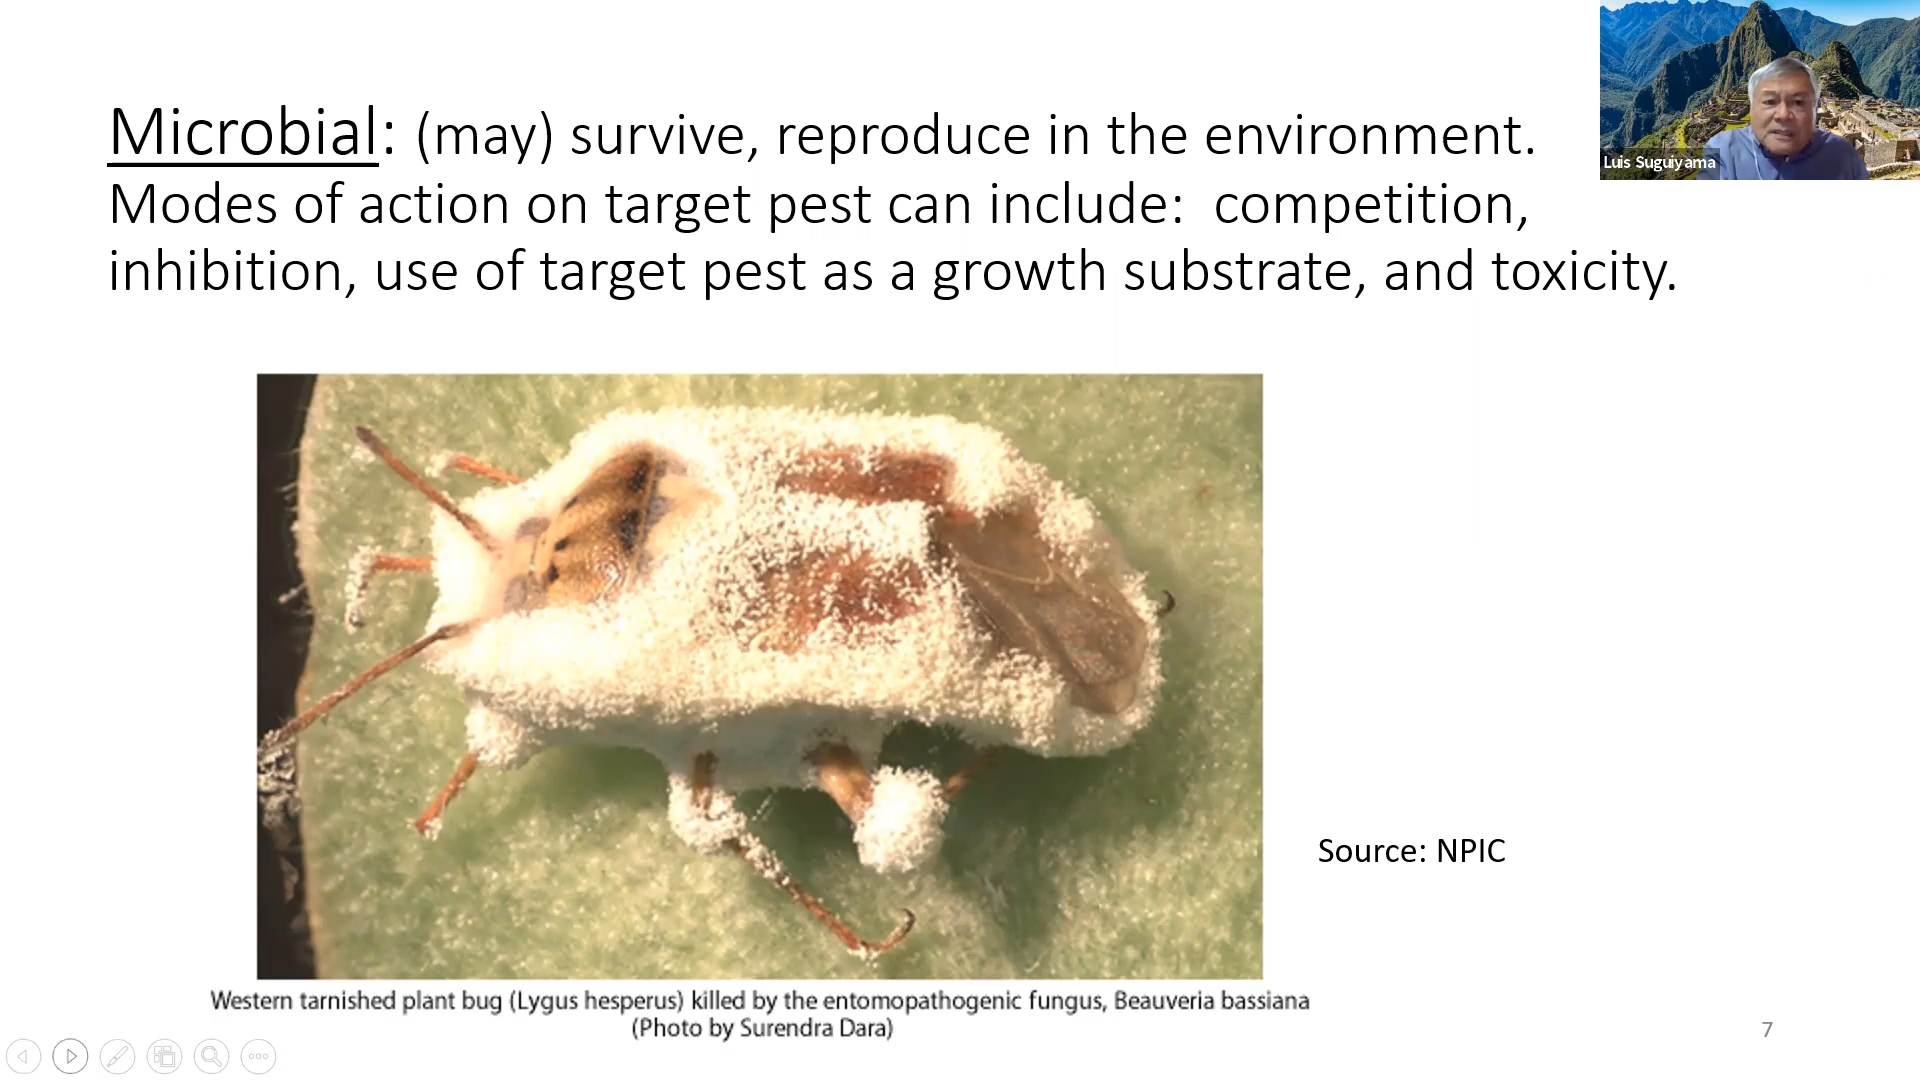 Microbial: (may) survive, reproduce in the environment.
Modes of action on target pest can include:  competition,
inhibition, use of target pest as a growth substrate, and toxicity.
Luis Suguiyama
Source: NPIC
Western tarnished plant bug (Lygus hesperus) killed by the entomopathogenic fungus, Beauveria bassiana
(Photo by Surendra Dara)
7